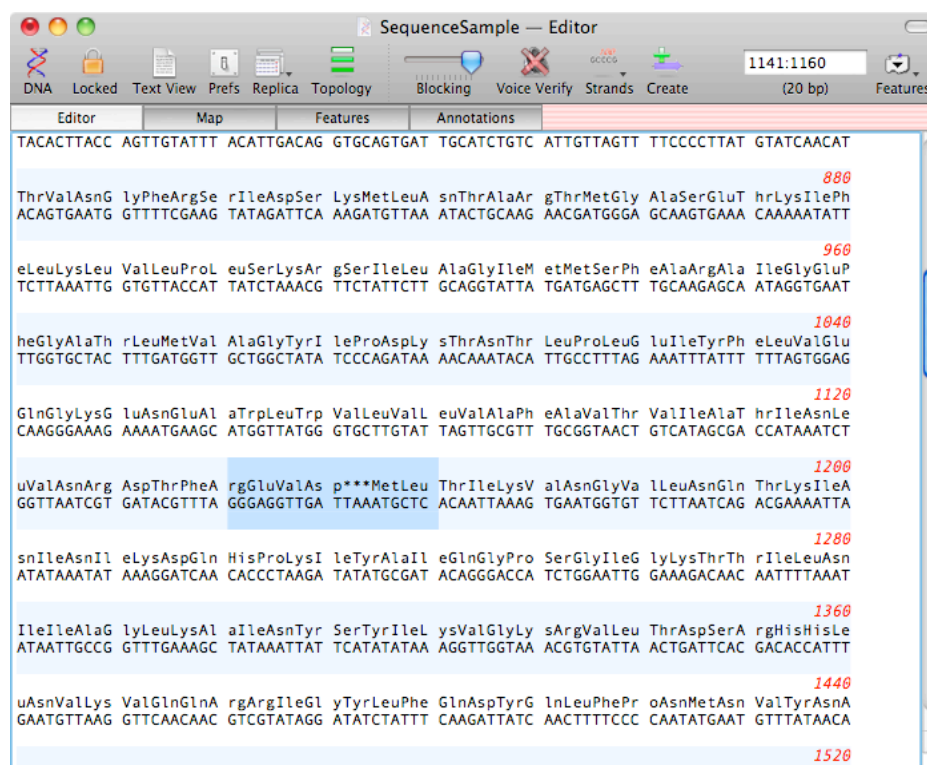 SequenceSample — Editor
1141:1160
DNA Locked Text View Prefs Replica Topology Blocking Voice Verify Strands Create (20 bp) Features
Editor Map Features Annotations
TACACTTACC AGTTGTATTT ACATTGACAG GTGCAGTGAT TGCATCTGTC ATTGTTAGTT TTCCCCTTAT GTATCAACAT
880
ThrValAsnG lyPheArgSe rIleAspSer LysMetLeuA snThrAlaAr gThrMetGly AlaSerGluT hrLysIlePh
ACAGTGAATG GTTTTCGAAG TATAGATTCA AAGATGTTAA ATACTGCAAG AACGATGGGA GCAAGTGAAA CAAAAATATT
960
eLeuLysLeu ValLeuProL euSerLysAr gSerIleLeu AlaGlyIleM etMetSerPh eAlaArgAla IleGlyGluP
TCTTAAATTG GTGTTACCAT TATCTAAACG TTCTATTCTT GCAGGTATTA TGATGAGCTT TGCAAGAGCA ATAGGTGAAT
1040
heGlyAlaTh rLeuMetVal AlaGlyTyrI leProAspLy sThrAsnThr LeuProLeuG luIleTyrPh eLeuValGlu
TTGGTGCTAC TTTGATGGTT GCTGGCTATA TCCCAGATAA AACAAATACA TTGCCTTTAG AAATTTATTT TTTAGTGGAG
1120
GlnGlyLysG luAsnGluAl aTrpLeuTrp ValLeuValL euValAlaPh eAlaValThr ValIleAlaT hrIleAsnLe
CAAGGGAAAG AAAATGAAGC ATGGTTATGG GTGCTTGTAT TAGTTGCGTT TGCGGTAACT GTCATAGCGA CCATAAATCT
1200
uValAsnArg AspThrPheA rgGluValAs p***MetLeu ThrIleLysV alAsnGlyVa lLeuAsnGln ThrLysIleA
GGTTAATCGT GATACGTTTA GGGAGGTTGA TTAAATGCTC ACAATTAAAG TGAATGGTGT TCTTAATCAG ACGAAAATTA
1280
snIleAsnIl eLysAspGln HisProLysI leTyrAlaIl eGlnGlyPro SerGlyIleG lyLysThrTh rIleLeuAsn
ATATAAATAT AAAGGATCAA CACCCTAAGA TATATGCGAT ACAGGGACCA TCTGGAATTG GAAAGACAAC AATTTTAAAT
1360
IleIleAlaG lyLeuLysAl aIleAsnTyr SerTyrIleL ysValGlyLy sArgValLeu ThrAspSerA rgHisHisLe
ATAATTGCCG GTTTGAAAGC TATAAATTAT TCATATATAA AGGTTGGTAA ACGTGTATTA ACTGATTCAC GACACCATTT
1440
uAsnValLys ValGlnGlnA rgArgIleGl yTyrLeuPhe GlnAspTyrG lnLeuPhePr oAsnMetAsn ValTyrAsnA
GAATGTTAAG GTTCAACAAC GTCGTATAGG ATATCTATTT CAAGATTATC AACTTTTCCC CAATATGAAT GTTTATAACA
1520